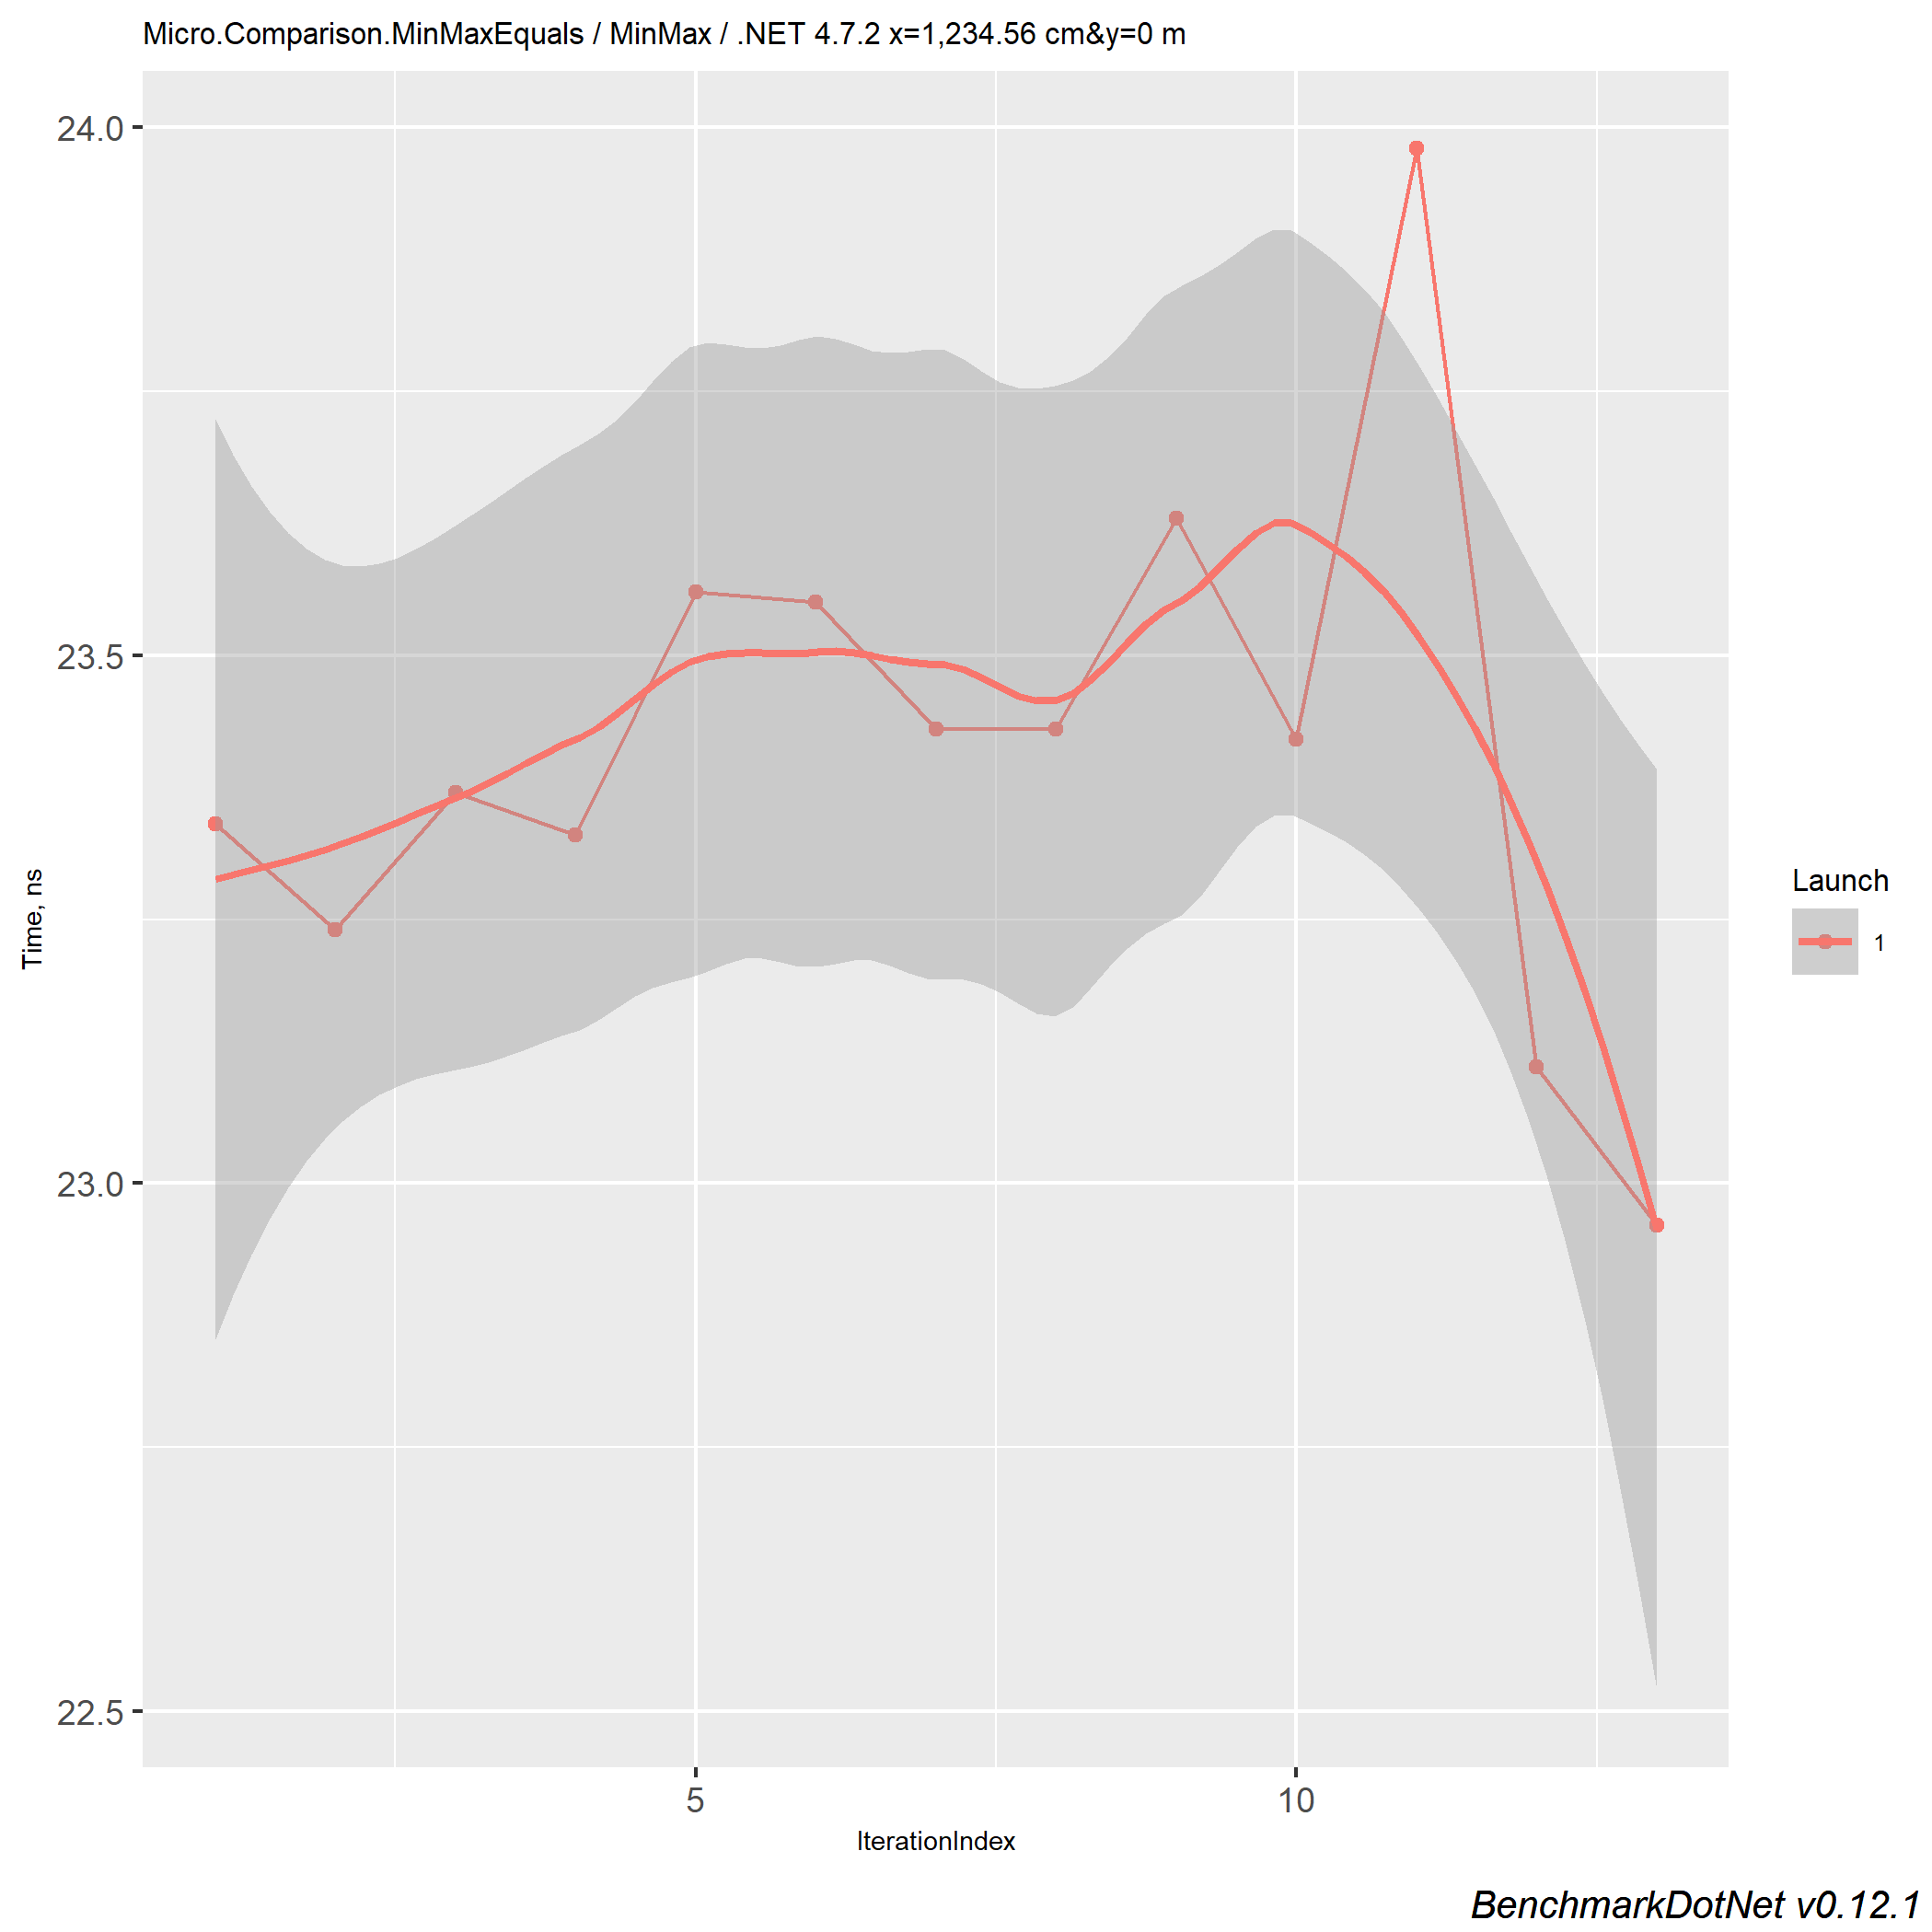 Micro.Comparison.MinMaxEquals / MinMax / .NET 4.7.2 x=1,234.56 cm&y=0 m
24.0
23.5
23.0
22.5
Time, ns
5
10
IterationIndex
Launch
1
BenchmarkDotNet v0.12.1